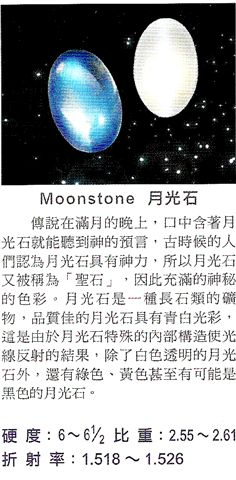 Moonstone 月光石
傳說在滿月的晚上，口中含著月
光石就能聽到神的預言，古時候的人
們認為月光石具有神力，所以月光石
又被稱為「聖石」，因此充滿的神秘
的色彩。月光石是一種長石類的礦
物，品質佳的月光石具有青白光彩，
這是由於月光石特殊的內部構造使光
線反射的結果，除了白色透明的月光
石外，還有綠色、黃色甚至有可能是
黑色的月光石。
硬度：6～6½ 比重：2.55～2.61
折射率：1.518～1.526